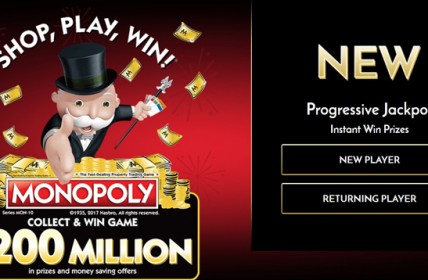 SHOP, PLAY, WIN!
The Fast-Dealing Property Trading Game
MONOPOLY
Series MON-10 ©1935, 2017 Hasbro. All rights reserved.
COLLECT & WIN GAME
200 MILLION
in prizes and money saving offers
NEW
Progressive Jackpo
Instant Win Prizes
NEW PLAYER
RETURNING PLAYER